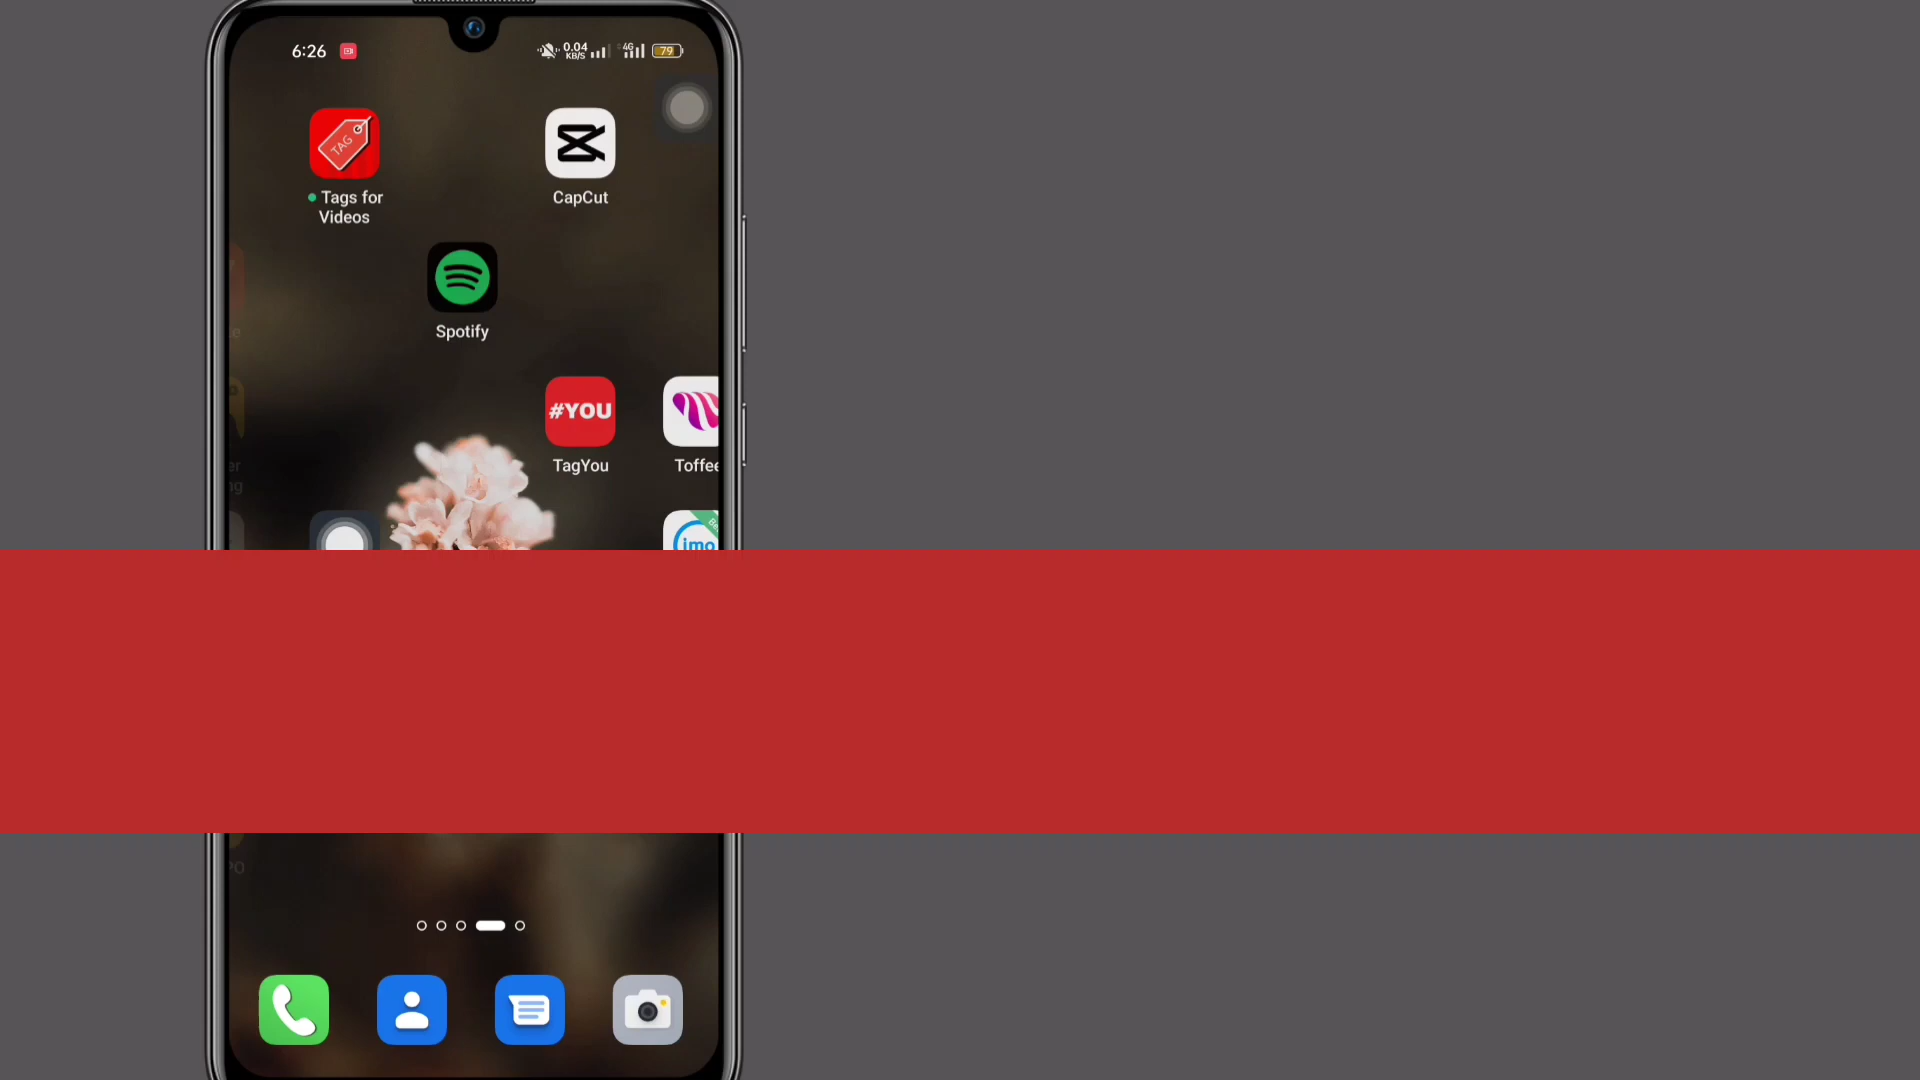 6:26
0.04
KB/S
4G
79
TAG
Tags for
Videos
CapCut
Spotify
#YOU
TagYou
Toffee
imo